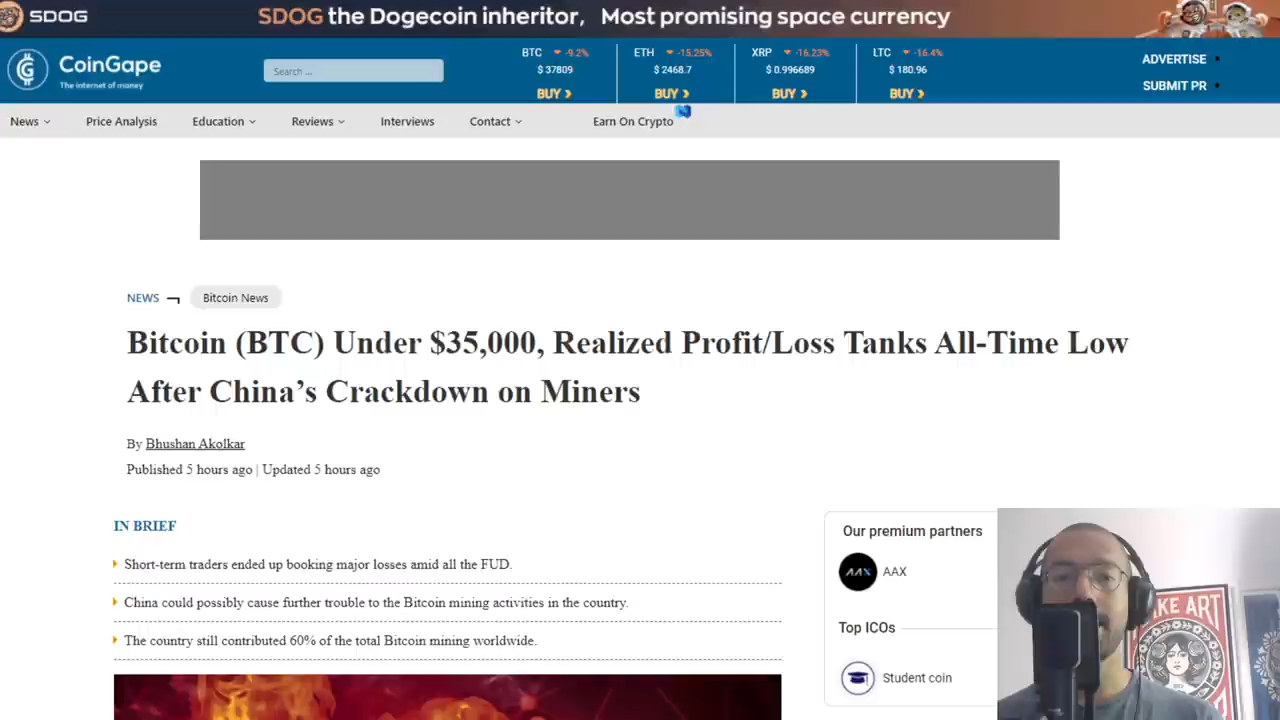 SDOG
SDOG the Dogecoin inheritor, Most promising space currency
CoinGape
The internet of money
Search ...
BTC -9.2%
$ 37809
BUY
ETH -15.25%
$ 2468.7
BUY
XRP -16.23%
$ 0.996689
BUY
LTC -16.4%
$ 180.96
BUY
ADVERTISE
SUBMIT PR
News
Price Analysis
Education
Reviews
Interviews
Contact
Earn On Crypto
NEWS
Bitcoin News
Bitcoin (BTC) Under $35,000, Realized Profit/Loss Tanks All-Time Low
After China’s Crackdown on Miners
By Bhushan Akolkar
Published 5 hours ago | Updated 5 hours ago
IN BRIEF
Short-term traders ended up booking major losses amid all the FUD.
China could possibly cause further trouble to the Bitcoin mining activities in the country.
The country still contributed 60% of the total Bitcoin mining worldwide.
Our premium partners
AAX
AAX
Top ICOs
Student coin
ART